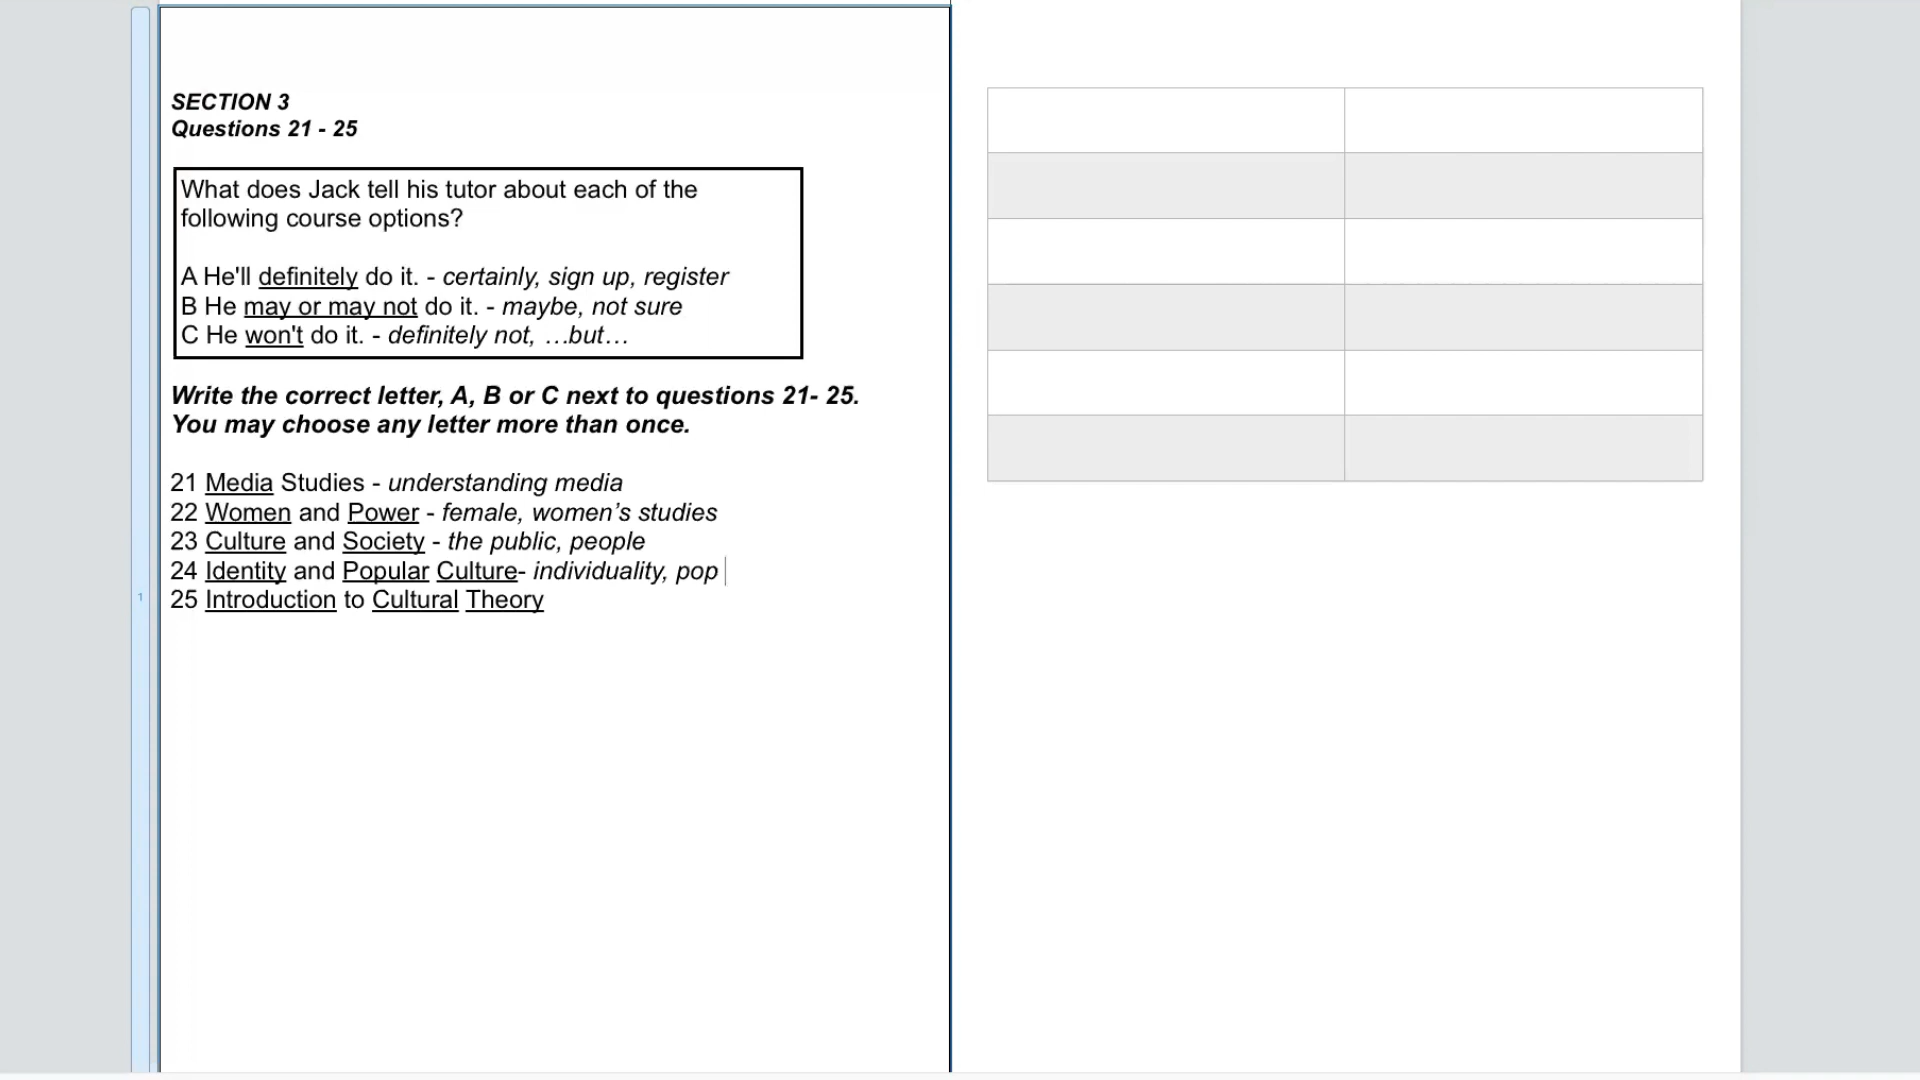 SECTION 3
Questions 21 - 25
What does Jack tell his tutor about each of the
following course options?
A He'll definitely do it. - certainly, sign up, register
B He may or may not do it. - maybe, not sure
C He won't do it. - definitely not, …but…
Write the correct letter, A, B or C next to questions 21- 25.
You may choose any letter more than once.
21 Media Studies - understanding media
22 Women and Power - female, women’s studies
23 Culture and Society - the public, people
24 Identity and Popular Culture- individuality, pop
25 Introduction to Cultural Theory
1